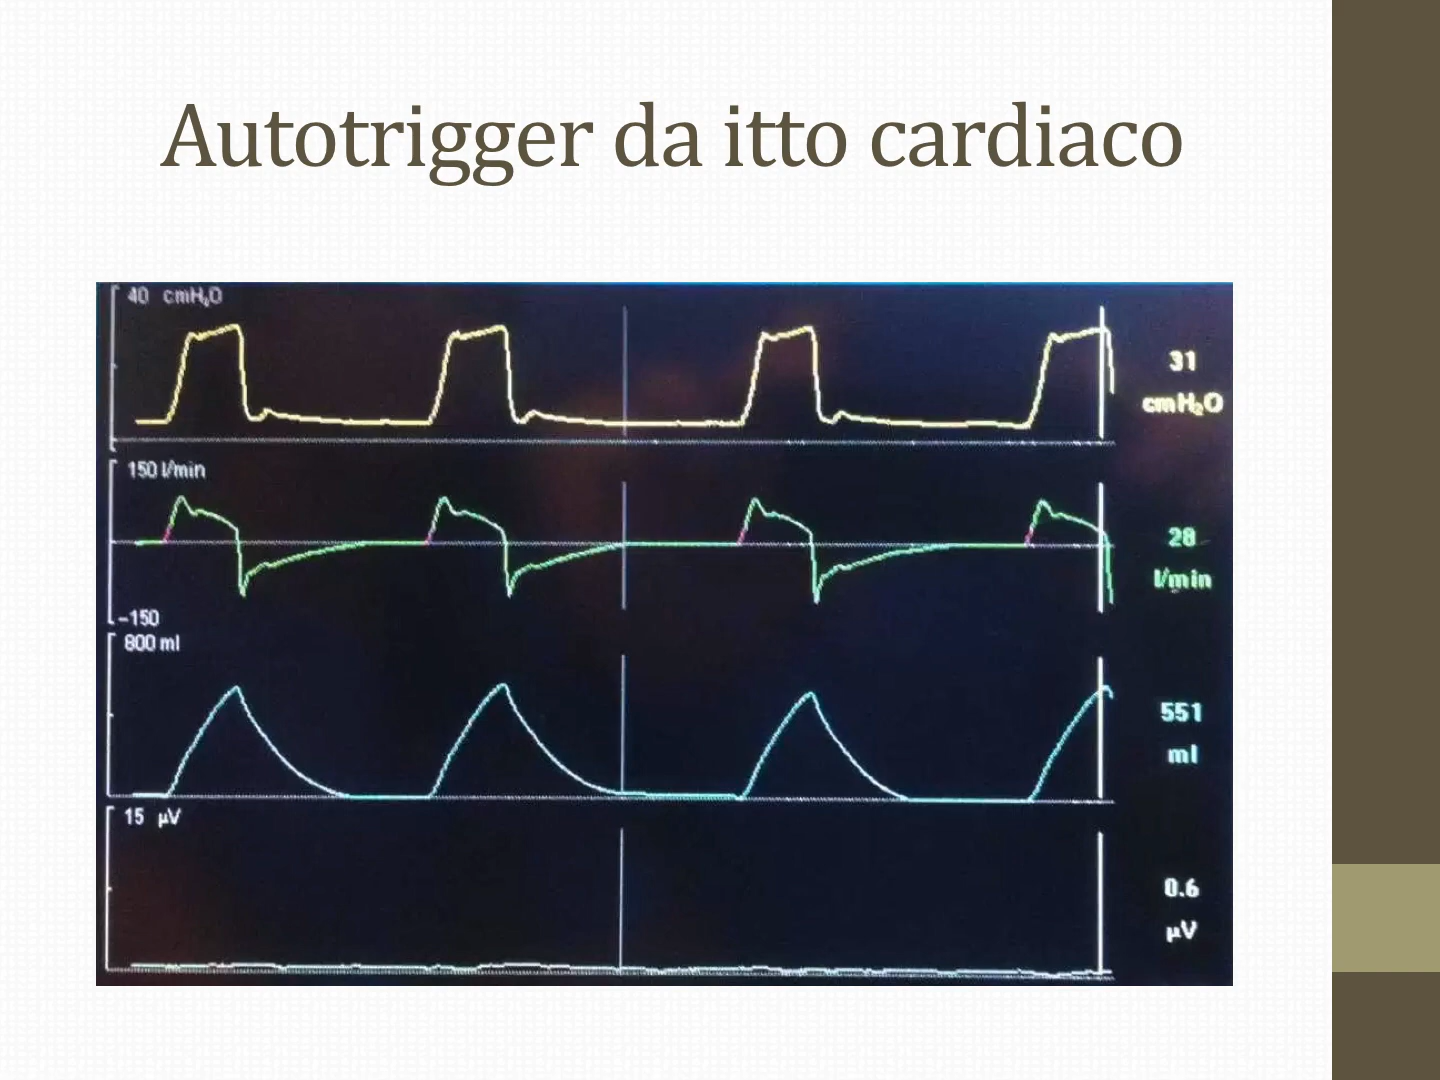 Autotrigger da itto cardiaco
40 cmH₂O
31
cmH₂O
150 l/min
28
l/min
-150
800 ml
551
ml
15 µV
0.6
µV